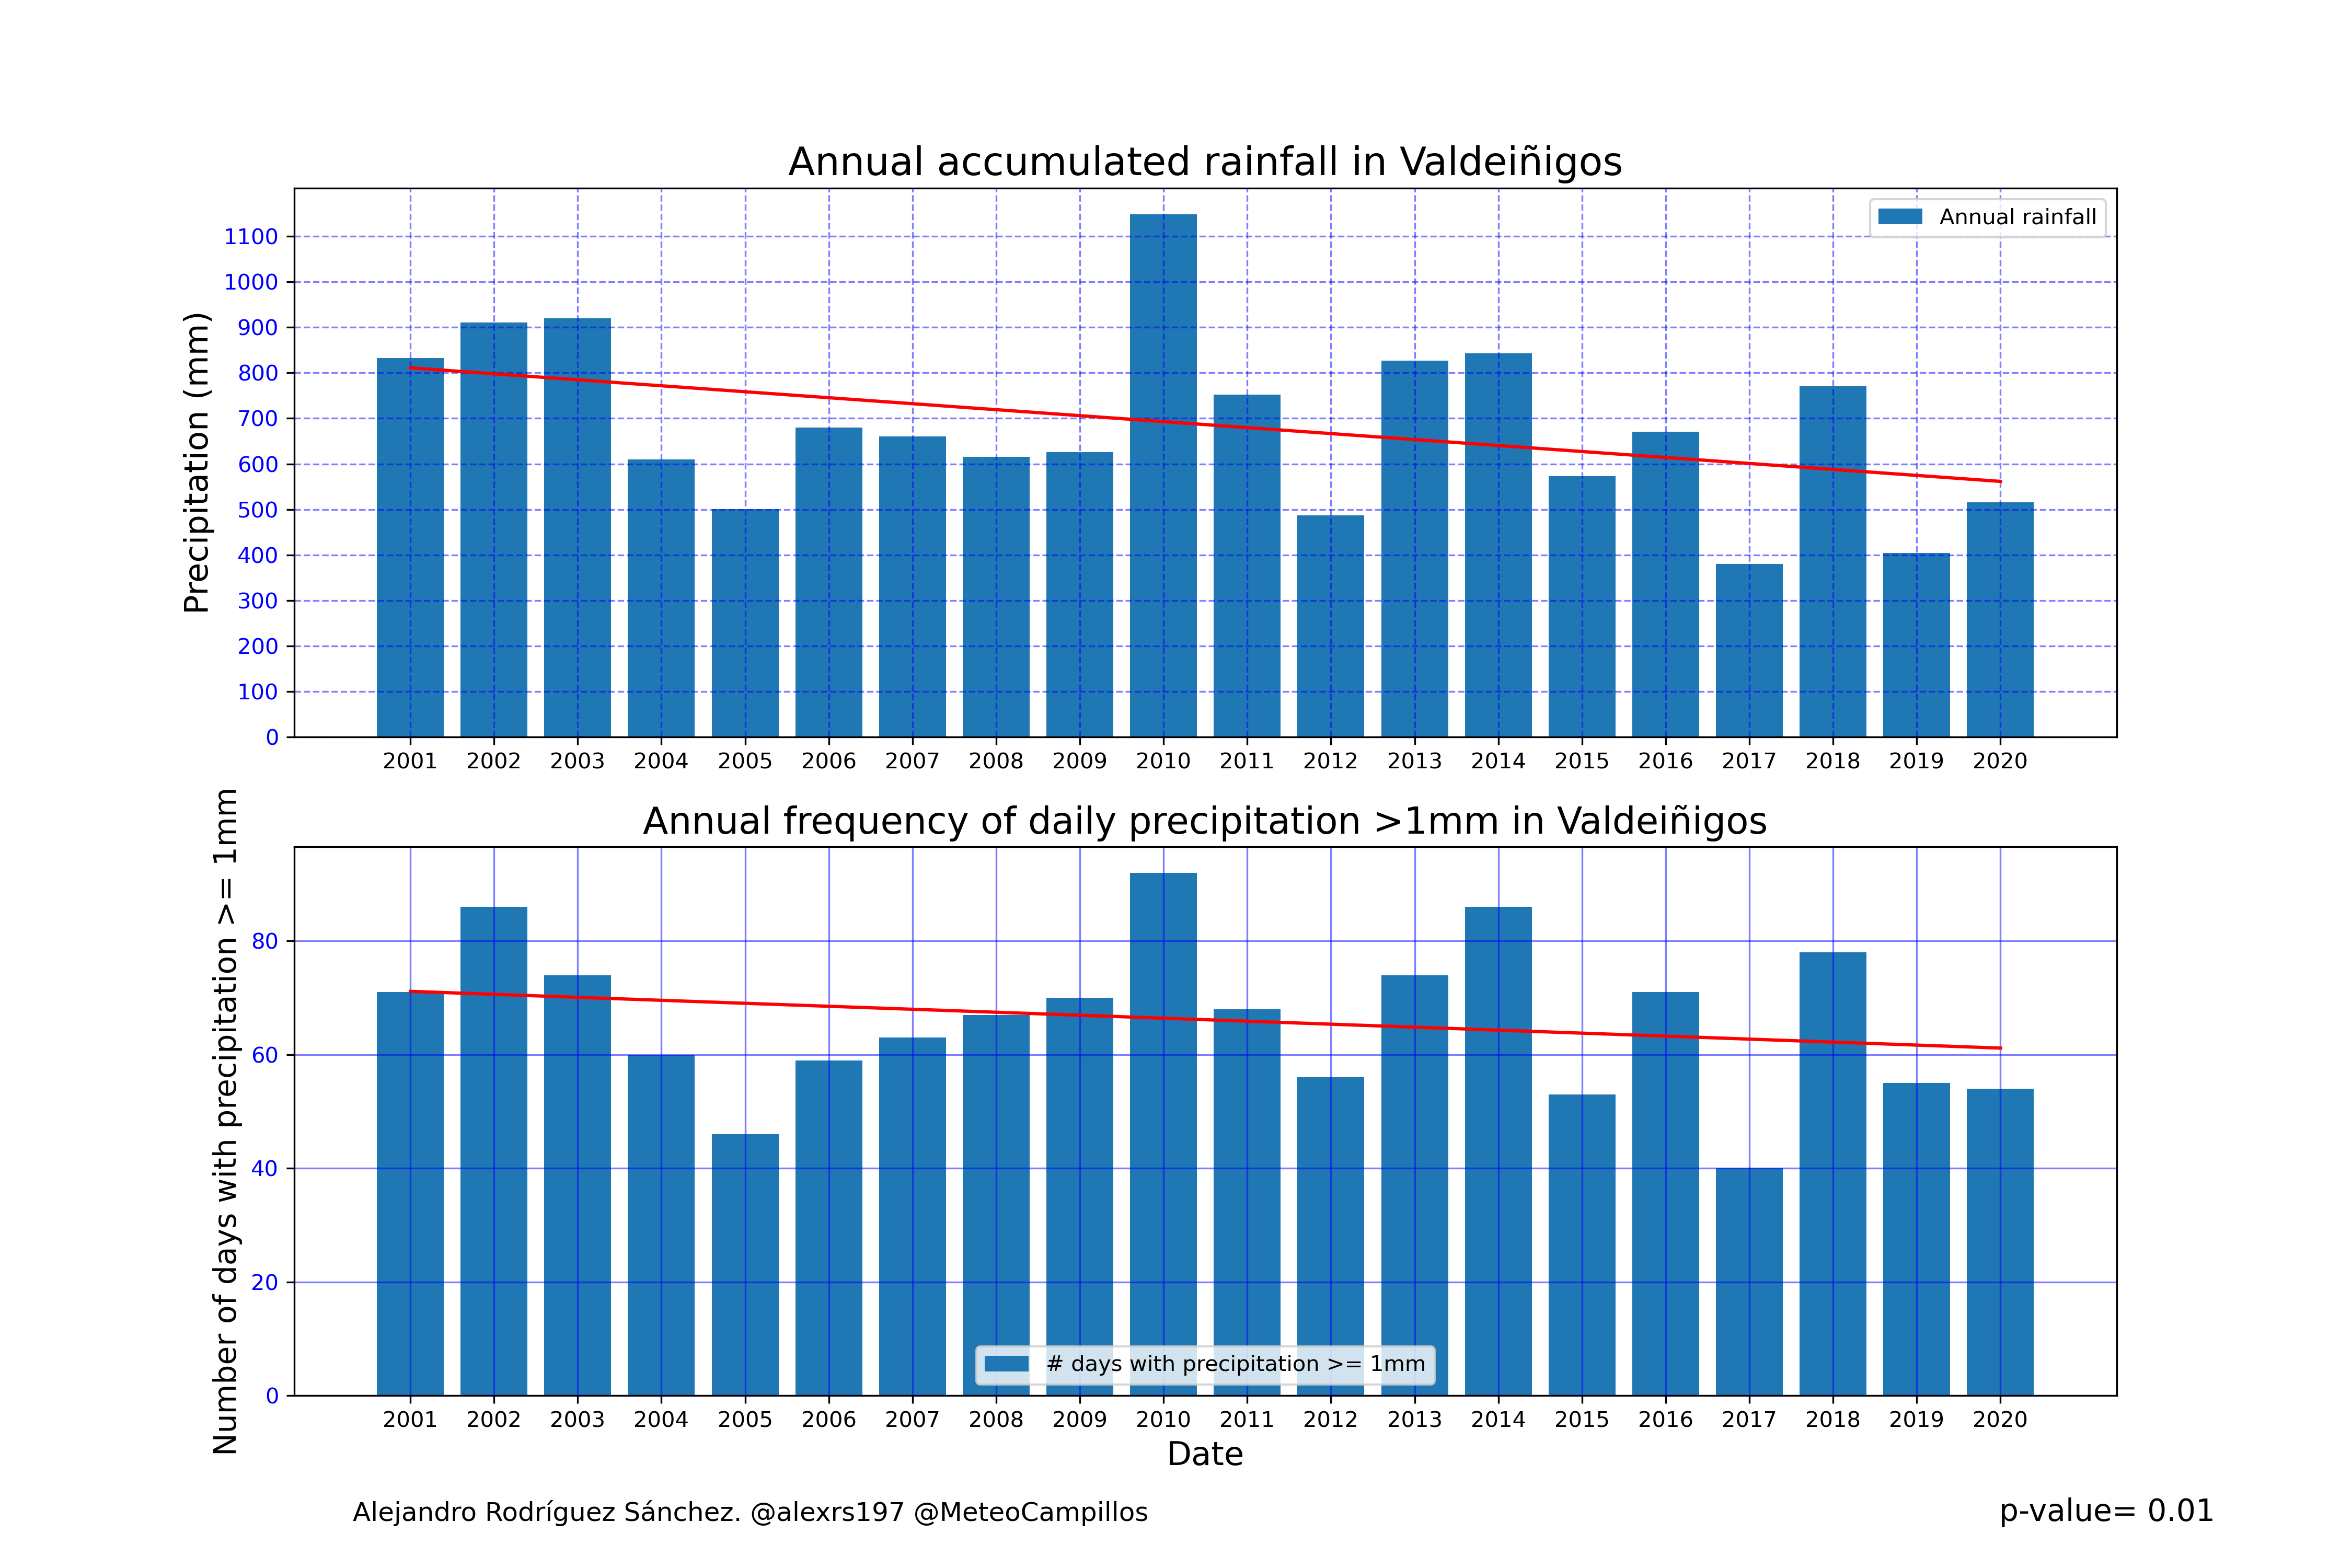 Annual accumulated rainfall in Valdeiñigos
Annual rainfall
Precipitation (mm)
1100
1000
900
800
700
600
500
400
300
200
100
0
2001 2002 2003 2004 2005 2006 2007 2008 2009 2010 2011 2012 2013 2014 2015 2016 2017 2018 2019 2020
Annual frequency of daily precipitation >1mm in Valdeiñigos
Number of days with precipitation >= 1mm
80
60
40
20
0
# days with precipitation >= 1mm
2001 2002 2003 2004 2005 2006 2007 2008 2009 2010 2011 2012 2013 2014 2015 2016 2017 2018 2019 2020
Date
Alejandro Rodríguez Sánchez. @alexrs197 @MeteoCampillos
p-value= 0.01